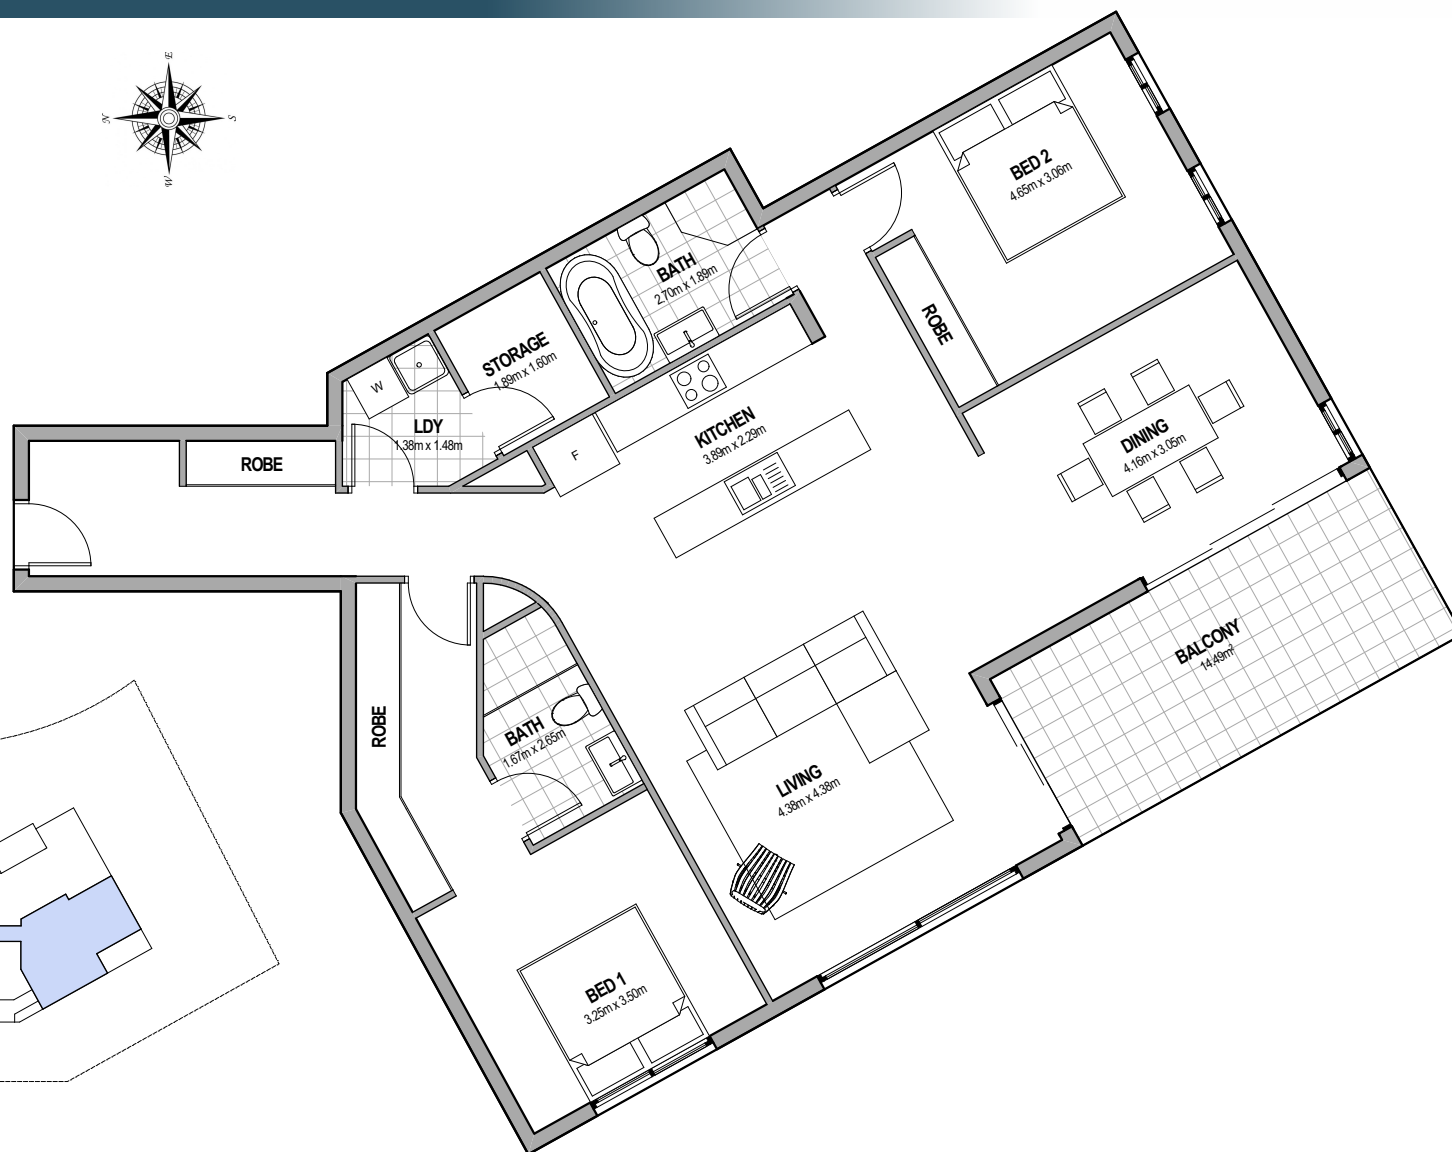 E
N
S
W
BED 2
4.65m x 3.06m
BATH
2.70m x 1.89m
ROBE
STORAGE
1.89m x 1.60m
W
LDY
1.38m x 1.48m
KITCHEN
3.89m x 2.29m
F
DINING
4.16m x 3.05m
ROBE
BALCONY
14.49m²
ROBE
BATH
1.67m x 2.65m
LIVING
4.38m x 4.38m
BED 1
3.25m x 3.50m